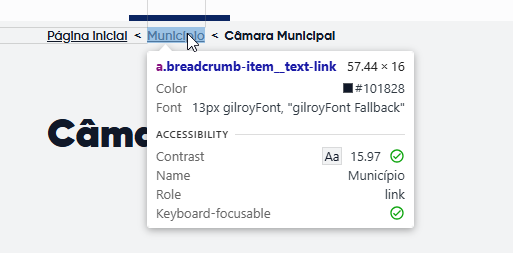 Página Inicial < Município < Câmara Municipal
a.breadcrumb-item__text-link 57.44 × 16
Color #101828
Font 13px gilroyFont, "gilroyFont Fallback"
ACCESSIBILITY
Câma
Contrast Aa 15.97
Name Município
Role link
Keyboard-focusable